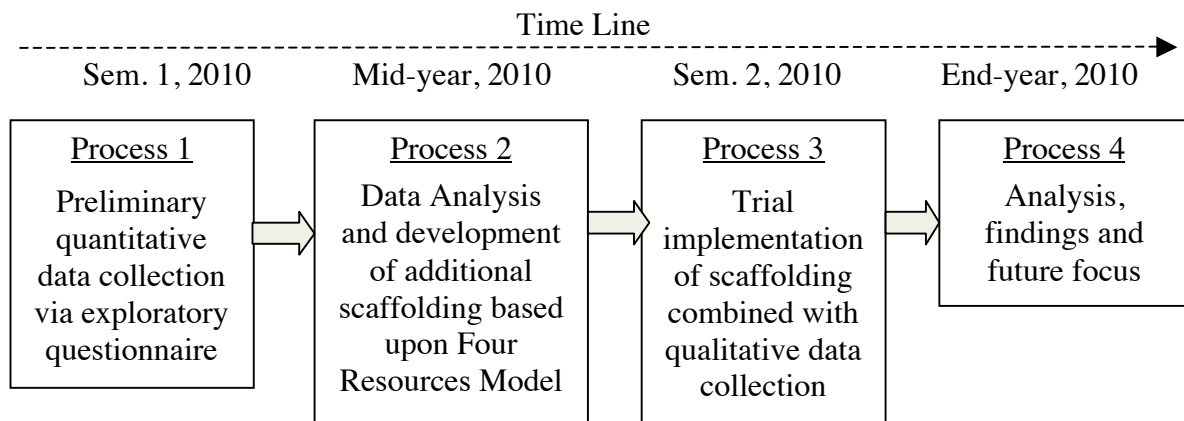 Time Line
Sem. 1, 2010
Mid-year, 2010
Sem. 2, 2010
End-year, 2010
Process 1
Preliminary
quantitative
data collection
via exploratory
questionnaire
Process 2
Data Analysis
and development
of additional
scaffolding based
upon Four
Resources Model
Process 3
Trial
implementation
of scaffolding
combined with
qualitative data
collection
Process 4
Analysis,
findings and
future focus